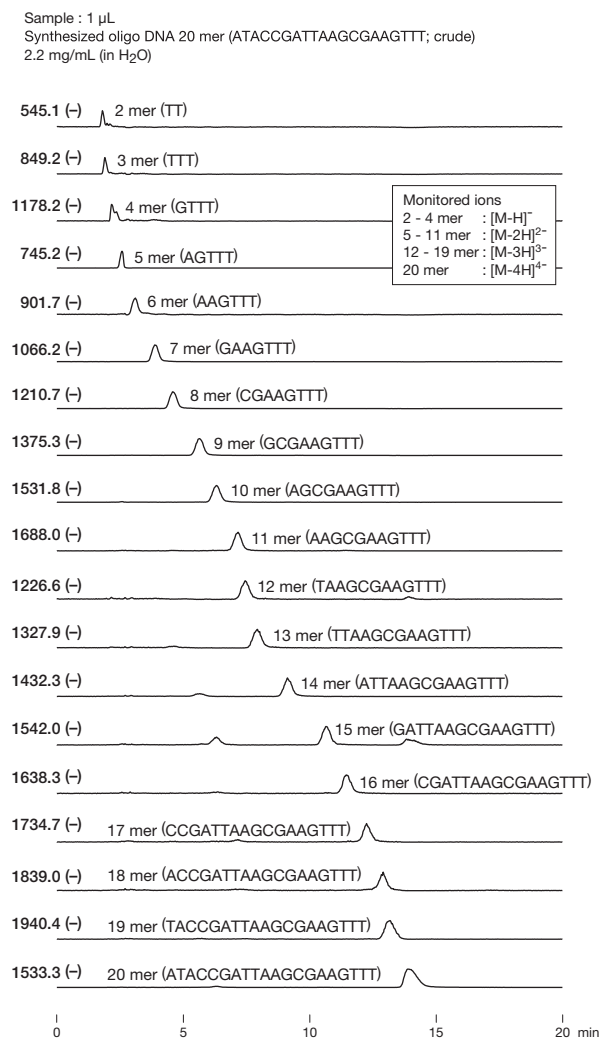 Sample : 1 µL
Synthesized oligo DNA 20 mer (ATACCGATTAAGCGAAGTTT; crude)
2.2 mg/mL (in H₂O)
545.1 (–) 2 mer (TT)
849.2 (–) 3 mer (TTT)
1178.2 (–) 4 mer (GTTT)
Monitored ions
2 - 4 mer : [M-H]⁻
5 - 11 mer : [M-2H]²⁻
12 - 19 mer : [M-3H]³⁻
20 mer : [M-4H]⁴⁻
745.2 (–) 5 mer (AGTTT)
901.7 (–) 6 mer (AAGTTT)
1066.2 (–) 7 mer (GAAGTTT)
1210.7 (–) 8 mer (CGAAGTTT)
1375.3 (–) 9 mer (GCGAAGTTT)
1531.8 (–) 10 mer (AGCGAAGTTT)
1688.0 (–) 11 mer (AAGCGAAGTTT)
1226.6 (–) 12 mer (TAAGCGAAGTTT)
1327.9 (–) 13 mer (TTAAGCGAAGTTT)
1432.3 (–) 14 mer (ATTAAGCGAAGTTT)
1542.0 (–) 15 mer (GATTAAGCGAAGTTT)
1638.3 (–) 16 mer (CGATTAAGCGAAGTTT)
1734.7 (–) 17 mer (CCGATTAAGCGAAGTTT)
1839.0 (–) 18 mer (ACCGATTAAGCGAAGTTT)
1940.4 (–) 19 mer (TACCGATTAAGCGAAGTTT)
1533.3 (–) 20 mer (ATACCGATTAAGCGAAGTTT)
0 5 10 15 20 min